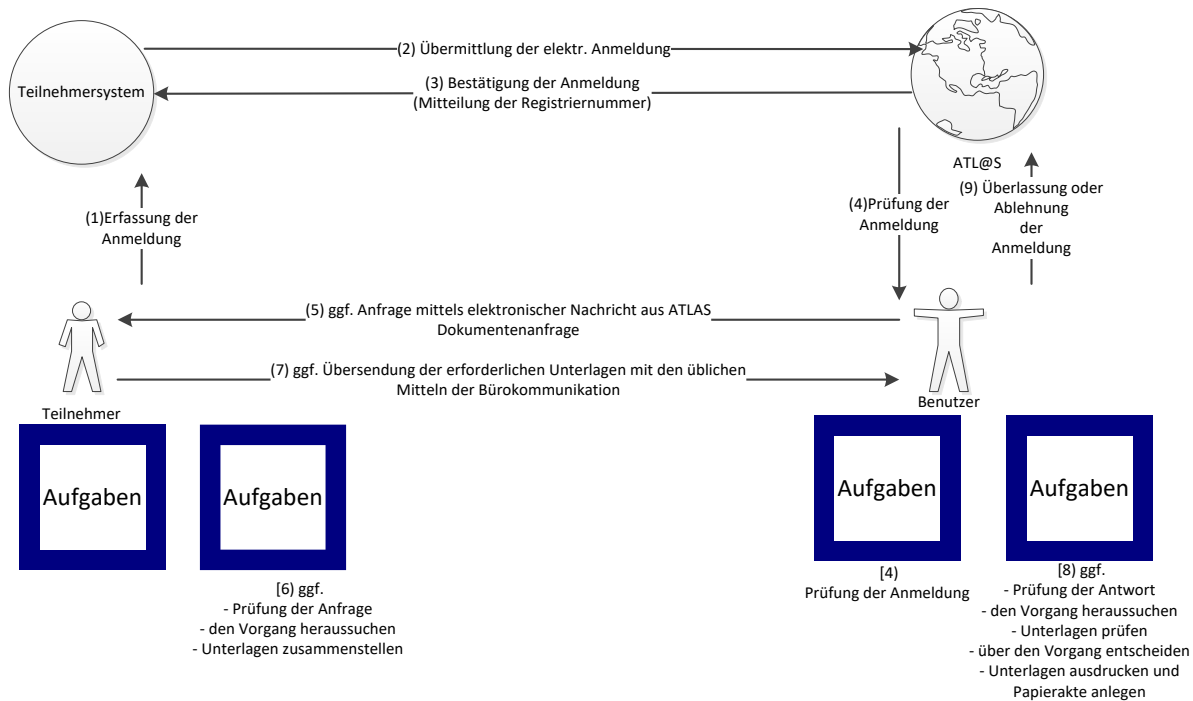 (2) Übermittlung der elektr. Anmeldung
Teilnehmersystem
(3) Bestätigung der Anmeldung
(Mitteilung der Registriernummer)
ATL@S
(1)Erfassung der
Anmeldung
(4)Prüfung der
Anmeldung
(9) Überlassung oder
Ablehnung
der
Anmeldung
(5) ggf. Anfrage mittels elektronischer Nachricht aus ATLAS
Dokumentenanfrage
(7) ggf. Übersendung der erforderlichen Unterlagen mit den üblichen
Mitteln der Bürokommunikation
Teilnehmer
Benutzer
Aufgaben
Aufgaben
Aufgaben
Aufgaben
[6) ggf.
- Prüfung der Anfrage
- den Vorgang heraussuchen
- Unterlagen zusammenstellen
[4)
Prüfung der Anmeldung
[8) ggf.
- Prüfung der Antwort
- den Vorgang heraussuchen
- Unterlagen prüfen
- über den Vorgang entscheiden
- Unterlagen ausdrucken und
Papierakte anlegen